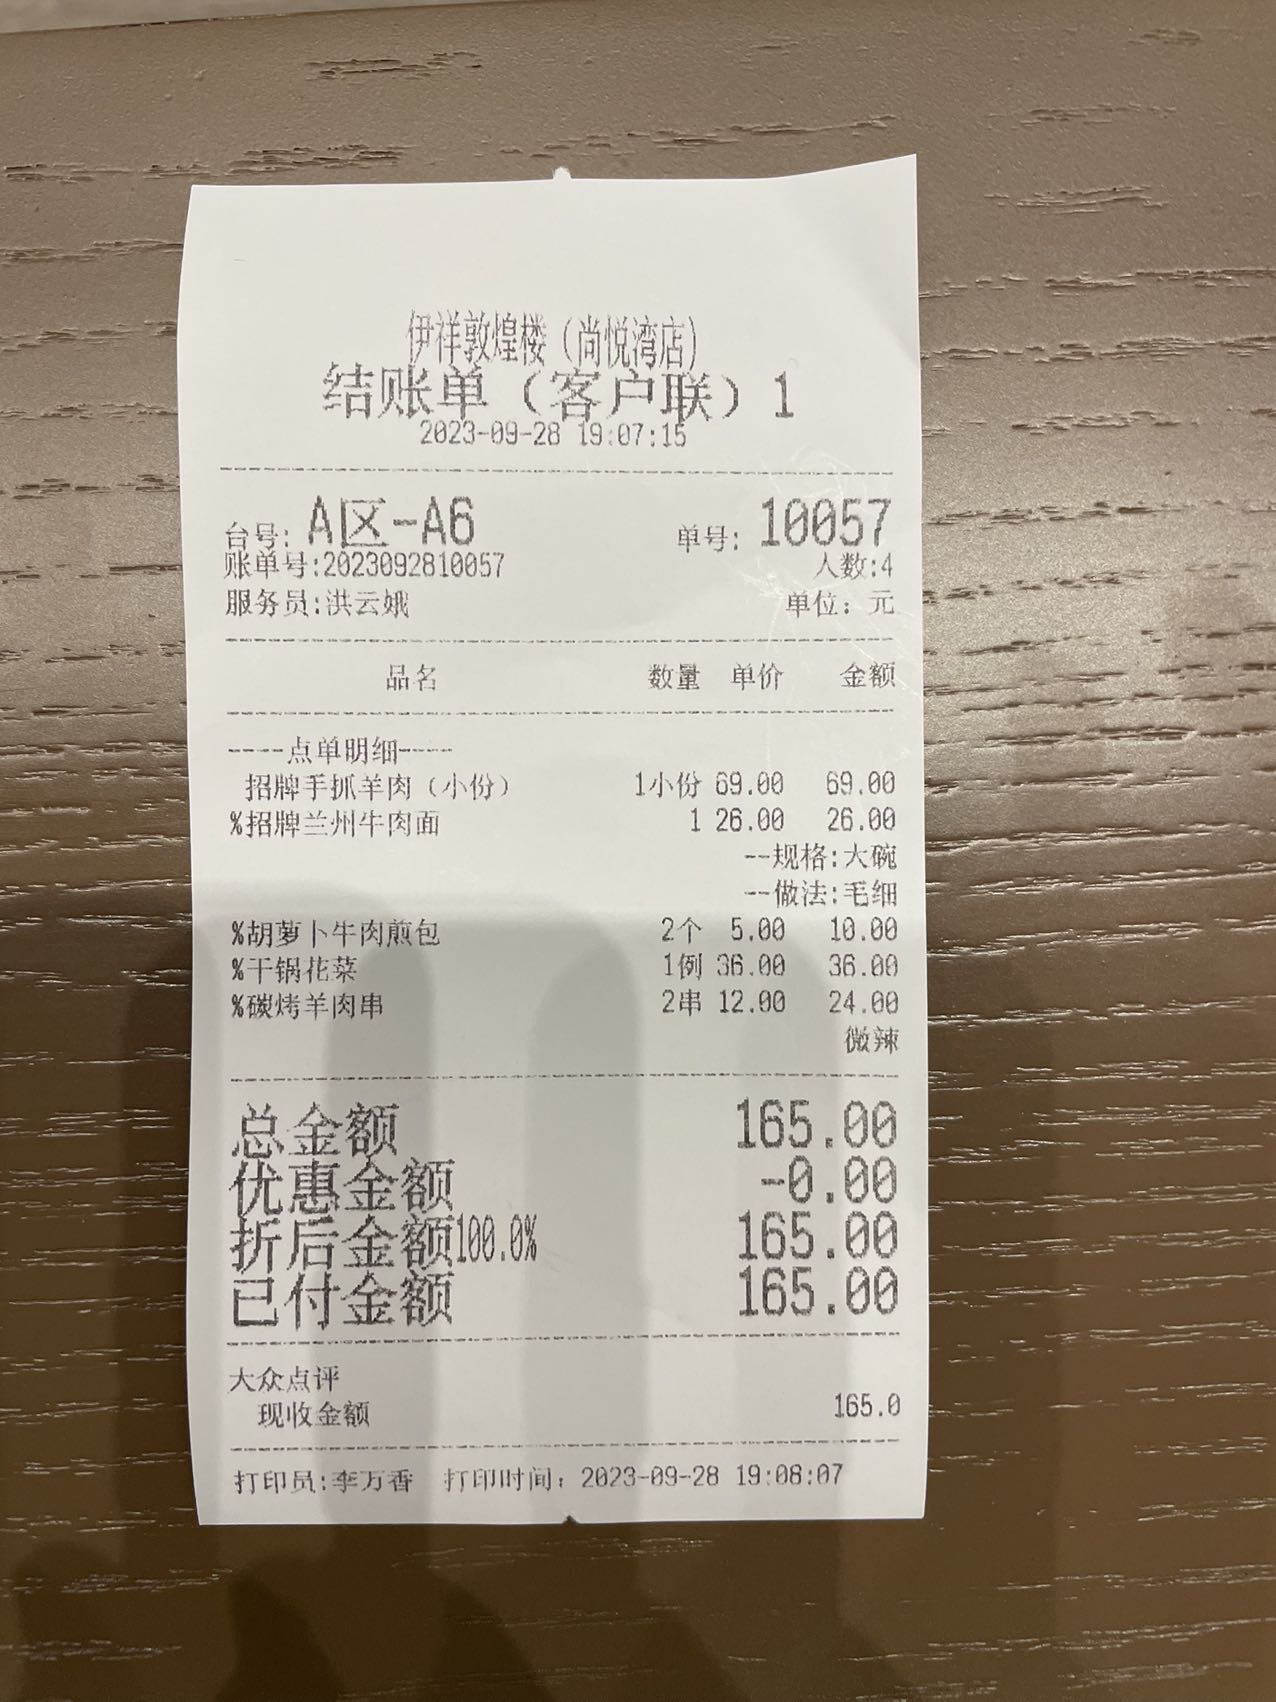 伊祥敦煌楼（尚悦湾店）
结账单（客户联）1
2023-09-28 19:07:15
台号: A区-A6 单号: 10057
账单号:2023092810057 人数:4
服务员:洪云娥 单位: 元
品名 数量 单价 金额
----点单明细----
招牌手抓羊肉（小份） 1小份 69.00 69.00
%招牌兰州牛肉面 1 26.00 26.00
--规格:大碗
--做法:毛细
%胡萝卜牛肉煎包 2个 5.00 10.00
%干锅花菜 1例 36.00 36.00
%碳烤羊肉串 2串 12.00 24.00
微辣
总金额 165.00
优惠金额 -0.00
折后金额100.0% 165.00
已付金额 165.00
大众点评
现收金额 165.0
打印员:李万香 打印时间: 2023-09-28 19:08:07